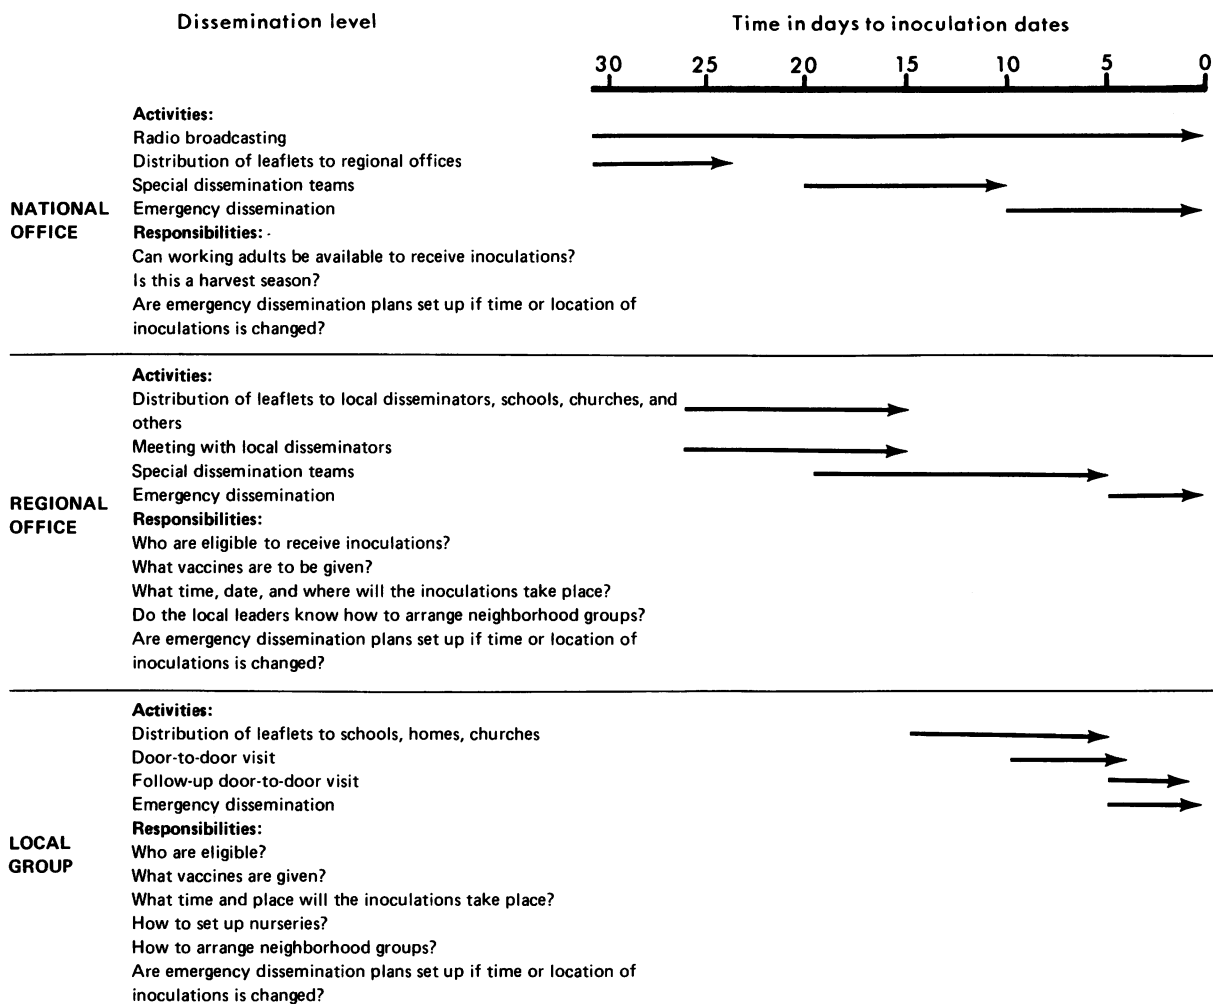 Dissemination level
Time in days to inoculation dates
30 25 20 15 10 5 0
NATIONAL
OFFICE
Activities:
Radio broadcasting
Distribution of leaflets to regional offices
Special dissemination teams
Emergency dissemination
Responsibilities:
Can working adults be available to receive inoculations?
Is this a harvest season?
Are emergency dissemination plans set up if time or location of
inoculations is changed?
REGIONAL
OFFICE
Activities:
Distribution of leaflets to local disseminators, schools, churches, and
others
Meeting with local disseminators
Special dissemination teams
Emergency dissemination
Responsibilities:
Who are eligible to receive inoculations?
What vaccines are to be given?
What time, date, and where will the inoculations take place?
Do the local leaders know how to arrange neighborhood groups?
Are emergency dissemination plans set up if time or location of
inoculations is changed?
LOCAL
GROUP
Activities:
Distribution of leaflets to schools, homes, churches
Door-to-door visit
Follow-up door-to-door visit
Emergency dissemination
Responsibilities:
Who are eligible?
What vaccines are given?
What time and place will the inoculations take place?
How to set up nurseries?
How to arrange neighborhood groups?
Are emergency dissemination plans set up if time or location of
inoculations is changed?